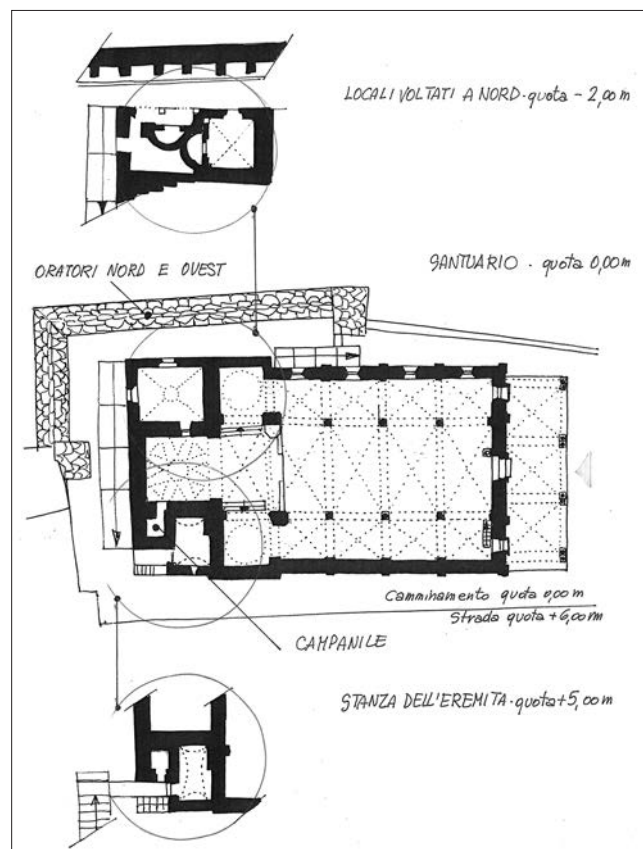 LOCALI VOLTATI A NORD-quota - 2,00 m
ORATORI NORD E OVEST
SANTUARIO - quota 0,00 m
Camminamento quota 0,00 m
Strada quota +6,00 m
CAMPANILE
STANZA DELL'EREMITA-quota+5,00 m